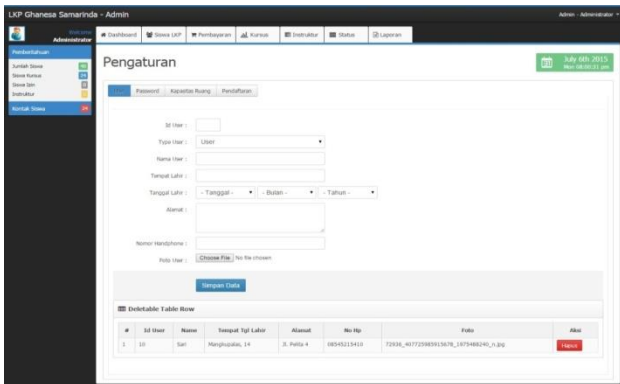 LKP Ghanesa Samarinda - Admin
Admin - Administrator
Welcome
Administrator
Dashboard Siswa LKP Pembayaran Kursus Instruktur Status Laporan
Pemberitahuan
Jumlah Siswa
Siswa Kursus
Siswa Ijin
Instruktur
Kontak Siswa
Pengaturan
July 6th 2015
Password Kapasitas Ruang Pendaftaran
Id User :
Type User : User
Nama User :
Tempat Lahir :
Tanggal Lahir : - Tanggal - - Bulan - - Tahun -
Alamat :
Nomor Handphone :
Foto User : Choose File No file chosen
Simpan Data
Deletable Table Row
# Id User Nama Tempat Tgl Lahir Alamat No Hp Foto Aksi
1 10 Sari Mangkupalas, 14 Jl. Pelita 4 08545215410 Hapus